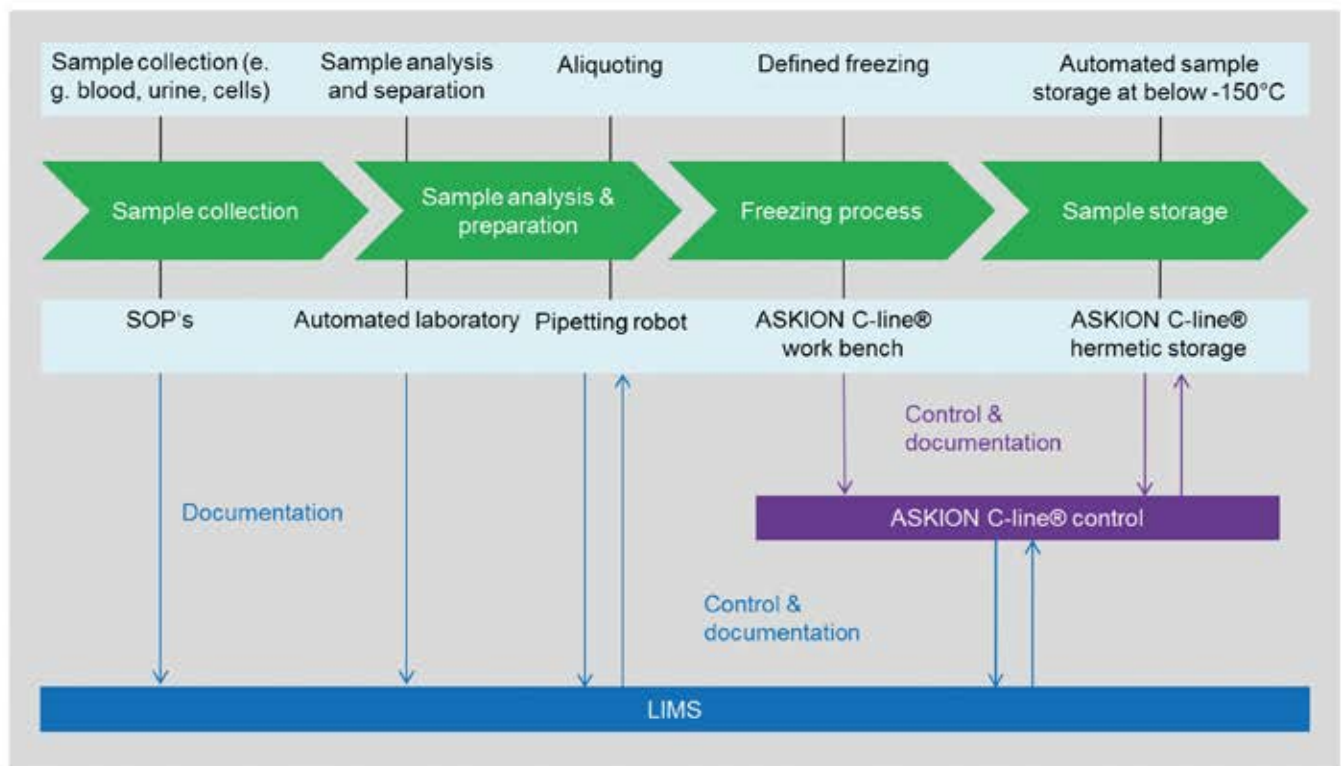 Sample collection (e.
g. blood, urine, cells)
Sample analysis
and separation
Aliquoting
Defined freezing
Automated sample
storage at below -150°C
Sample collection
Sample analysis &
preparation
Freezing process
Sample storage
SOP's
Automated laboratory
Pipetting robot
ASKION C-line®
work bench
ASKION C-line®
hermetic storage
Control &
documentation
Documentation
ASKION C-line® control
Control &
documentation
LIMS